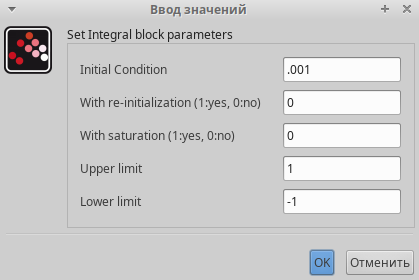 Ввод значений
Set Integral block parameters
Initial Condition .001
With re-initialization (1:yes, 0:no) 0
With saturation (1:yes, 0:no) 0
Upper limit 1
Lower limit -1
OK Отменить